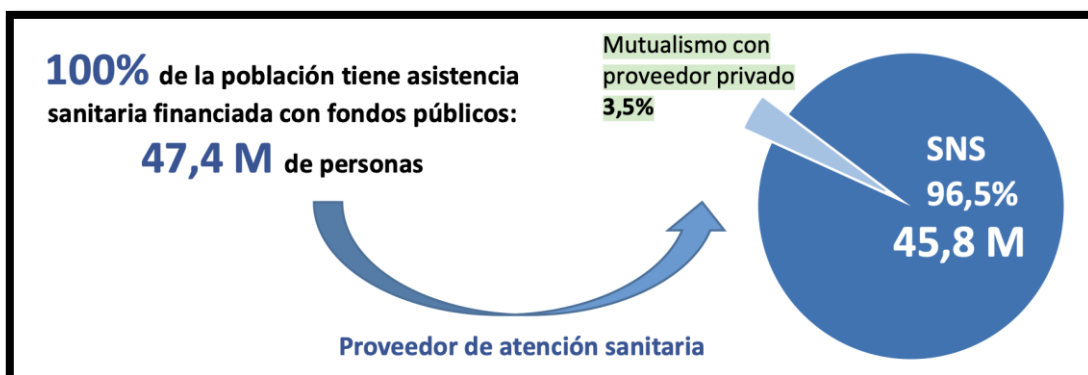 100% de la población tiene asistencia
sanitaria financiada con fondos públicos:
47,4 M de personas
Mutualismo con
proveedor privado
3,5%
SNS
96,5%
45,8 M
Proveedor de atención sanitaria